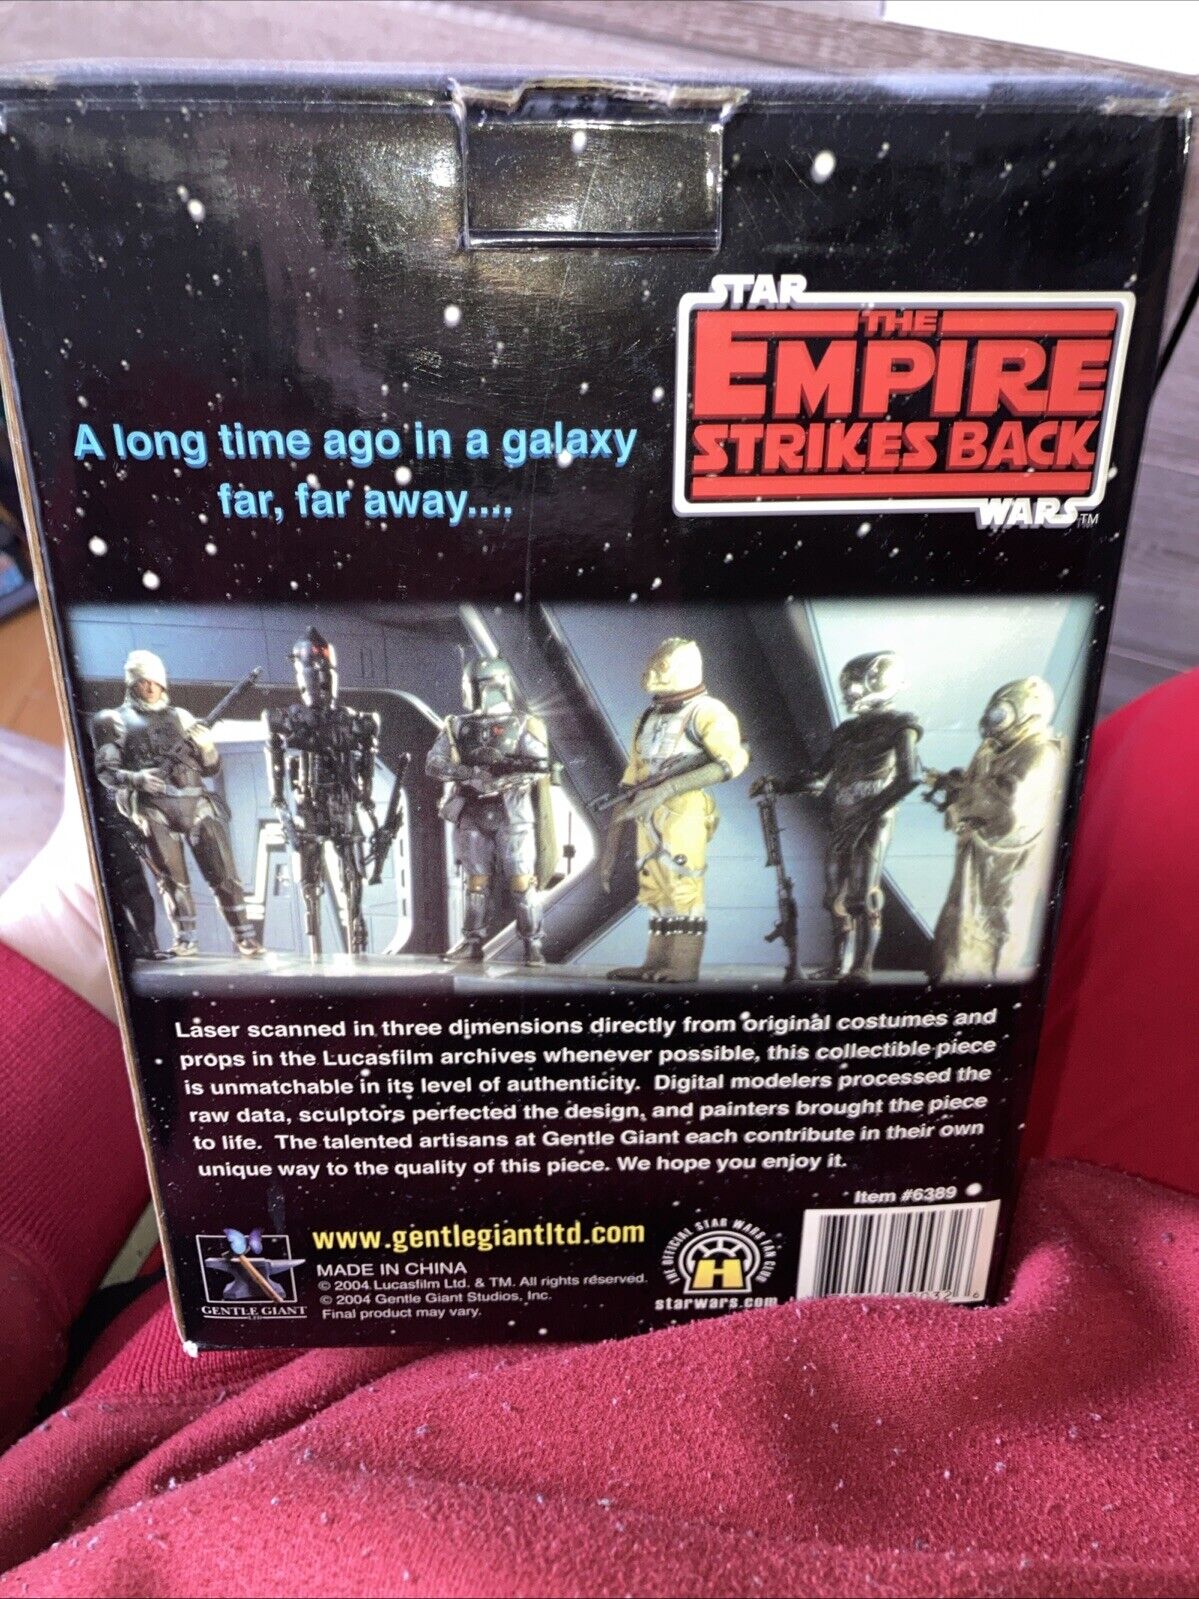 STAR
THE
EMPIRE
STRIKES BACK
WARS TM
A long time ago in a galaxy
far, far away....
Laser scanned in three dimensions directly from original costumes and
props in the Lucasfilm archives whenever possible, this collectible piece
is unmatchable in its level of authenticity. Digital modelers processed the
raw data, sculptors perfected the design, and painters brought the piece
to life. The talented artisans at Gentle Giant each contribute in their own
unique way to the quality of this piece. We hope you enjoy it.
Item #6389
www.gentlegiantltd.com
MADE IN CHINA
© 2004 Lucasfilm Ltd. & TM. All rights reserved.
© 2004 Gentle Giant Studios, Inc.
Final product may vary.
GENTLE GIANT
LTD
THE OFFICIAL STAR WARS FAN CLUB
H
starwars.com